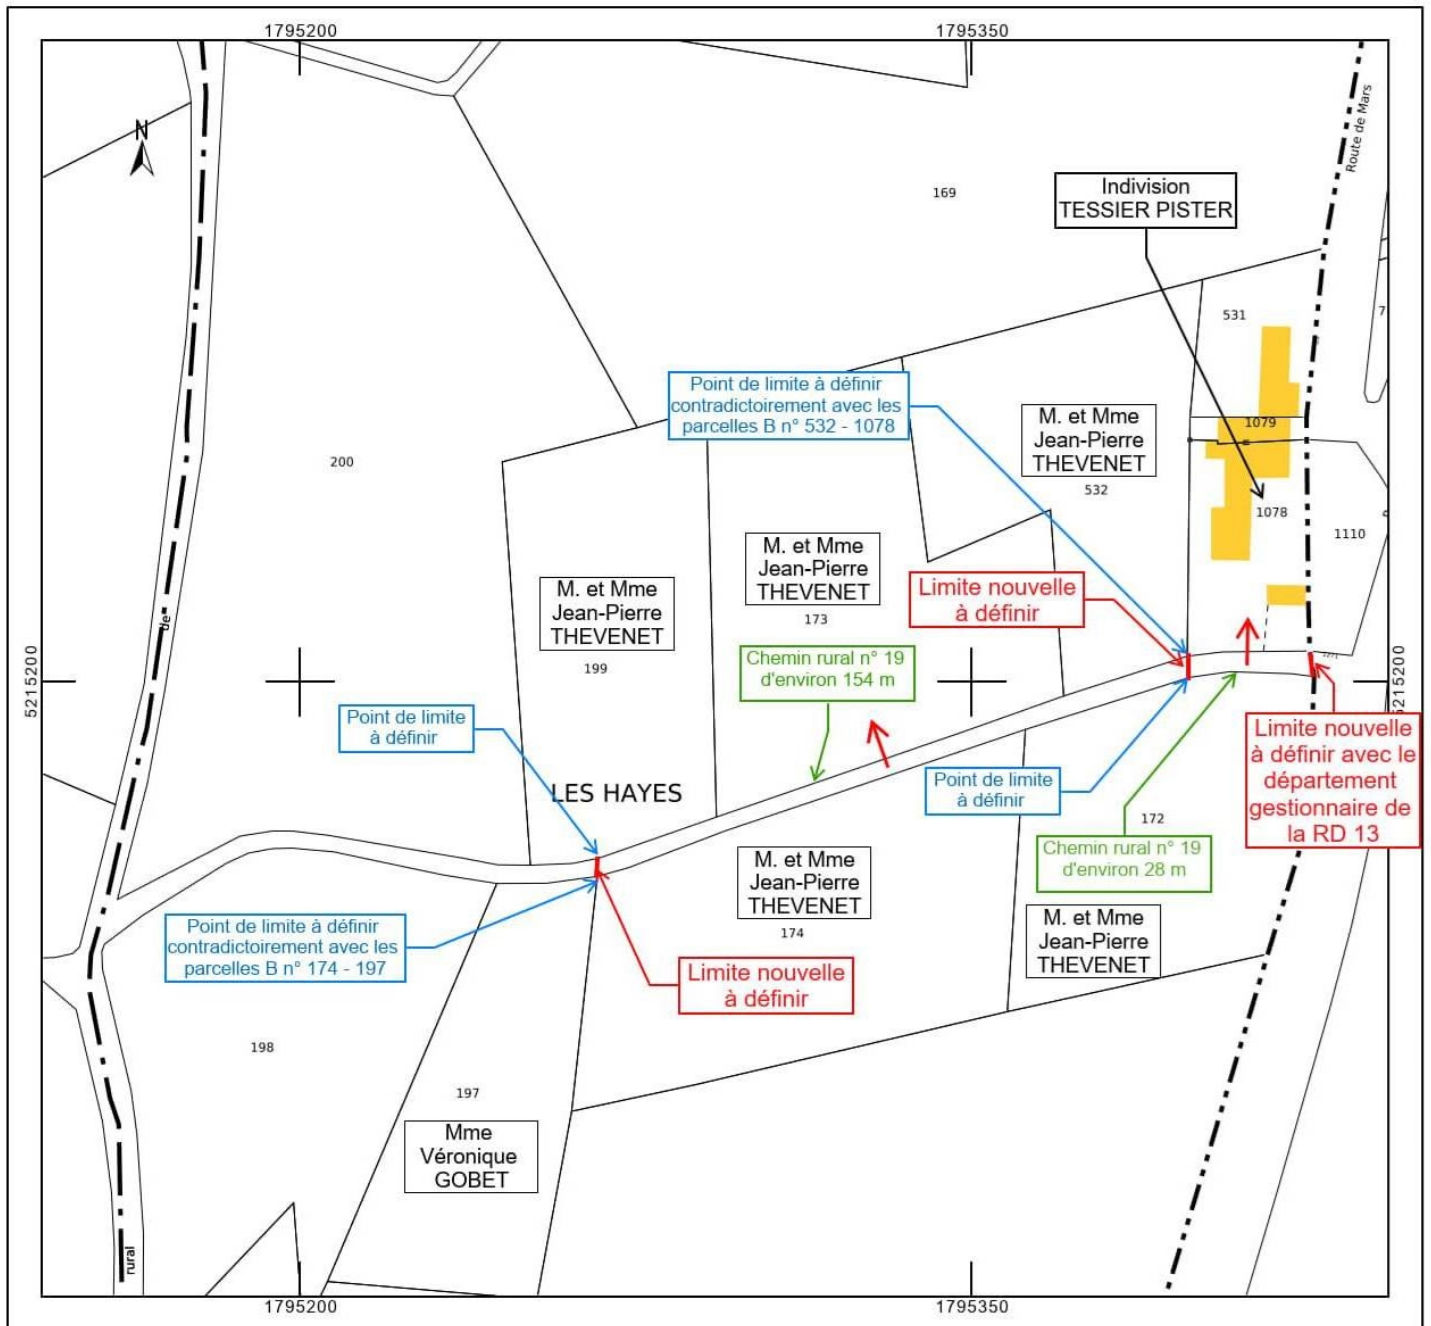 1795200
1795350
N
Route de Mars
169
Indivision
TESSIER PISTER
531
7
Point de limite à définir
contradictoirement avec les
parcelles B n° 532 - 1078
M. et Mme
Jean-Pierre
THEVENET
532
1079
1078
1110
200
M. et Mme
Jean-Pierre
THEVENET
173
M. et Mme
Jean-Pierre
THEVENET
199
Limite nouvelle
à définir
de
Chemin rural n° 19
d'environ 154 m
5215200
5215200
Point de limite
à définir
Limite nouvelle
à définir avec le
département
gestionnaire de
la RD 13
Point de limite
à définir
LES HAYES
172
Chemin rural n° 19
d'environ 28 m
M. et Mme
Jean-Pierre
THEVENET
174
M. et Mme
Jean-Pierre
THEVENET
Point de limite à définir
contradictoirement avec les
parcelles B n° 174 - 197
Limite nouvelle
à définir
198
197
Mme
Véronique
GOBET
rural
1795200
1795350